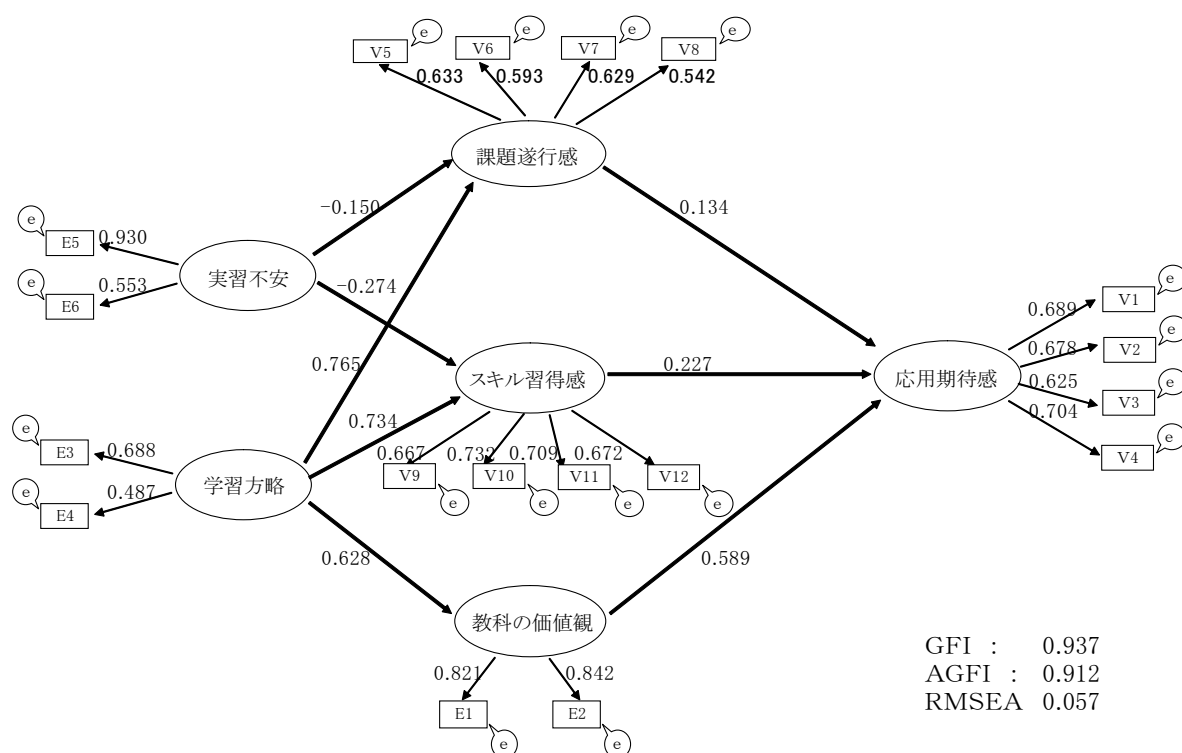 e
e
e
e
V5
V6
V7
V8
0.633
0.593
0.629
0.542
課題遂行感
-0.150
0.134
e
E5
0.930
実習不安
e
E6
0.553
-0.274
0.765
スキル習得感
0.227
応用期待感
0.689
V1
e
0.678
V2
e
0.625
V3
e
0.704
V4
e
0.734
0.667
0.732
0.709
0.672
V9
V10
V11
V12
e
e
e
e
e
E3
0.688
学習方略
e
E4
0.487
0.628
0.589
教科の価値観
0.821
0.842
E1
E2
e
e
GFI : 0.937
AGFI : 0.912
RMSEA 0.057